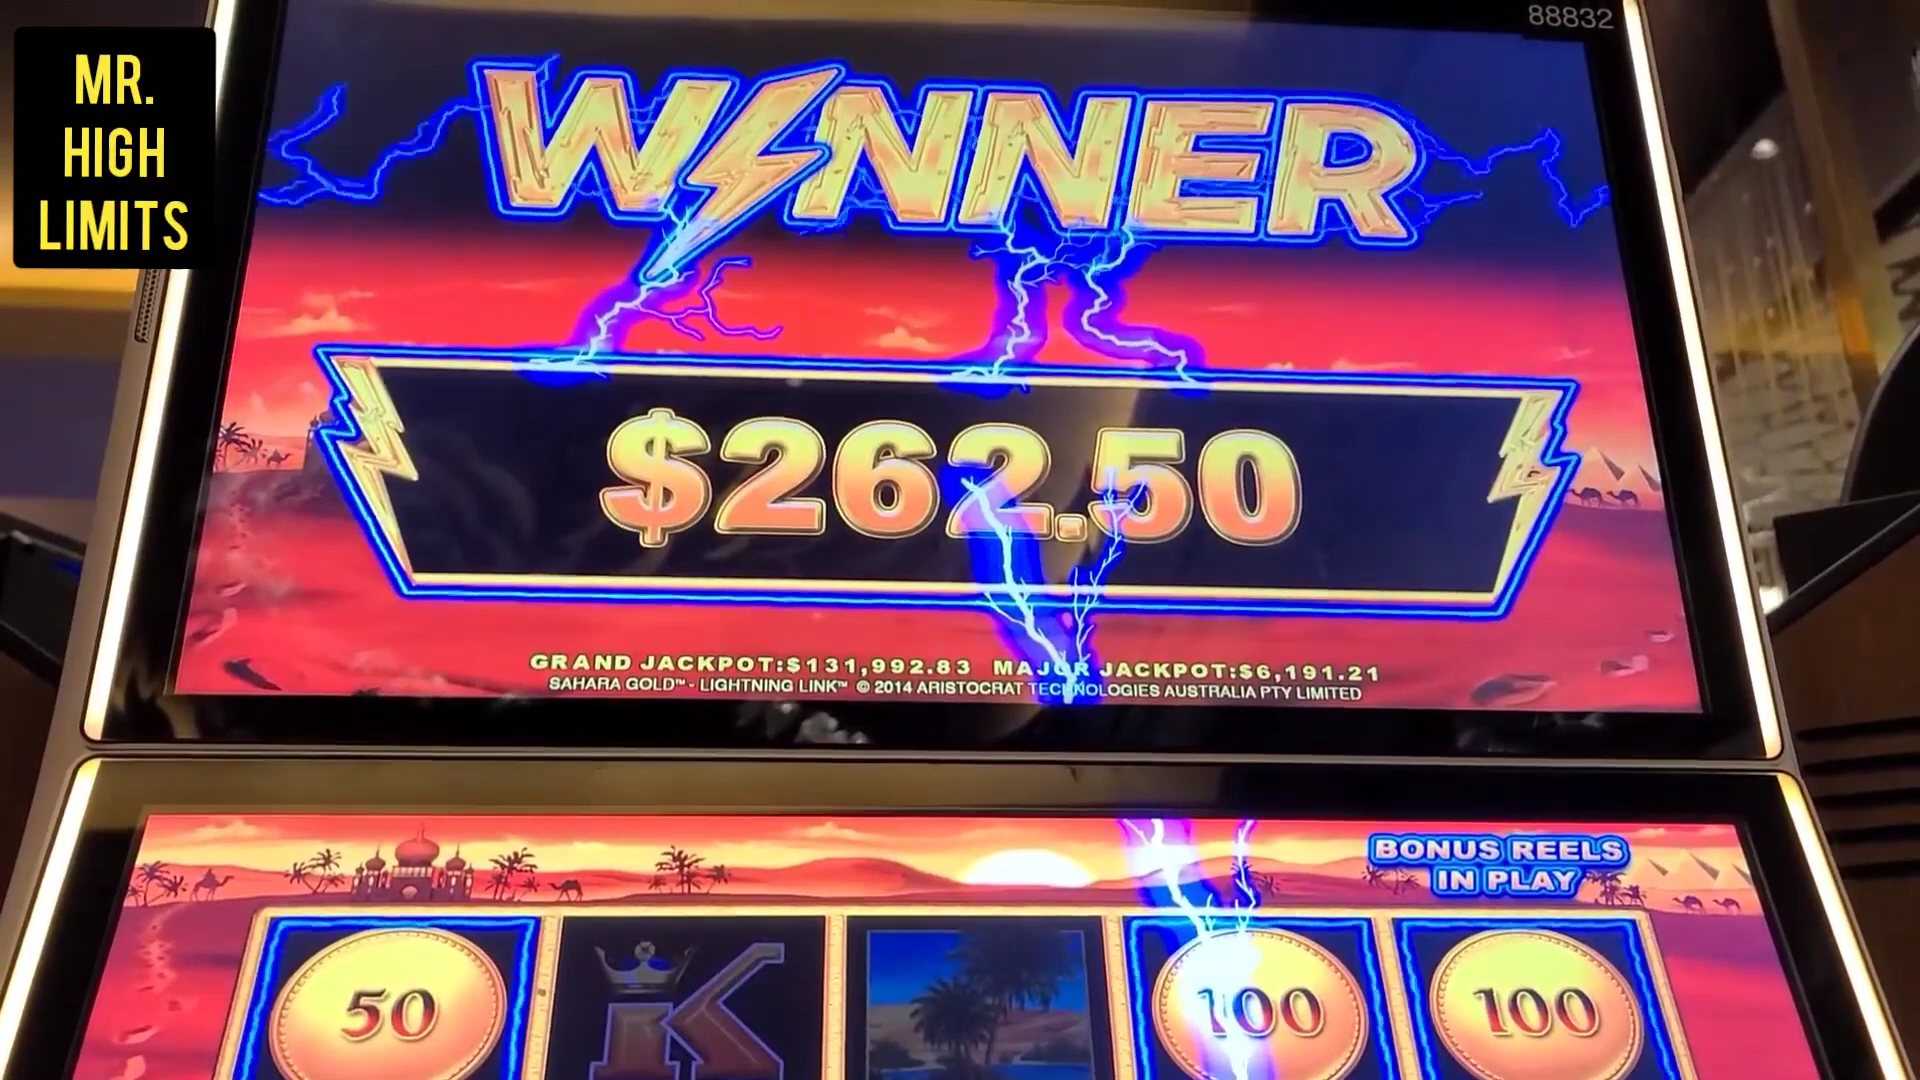 88832
MR.
HIGH
LIMITS
WINNER
$262.50
GRAND JACKPOT:$131,992.83 MAJOR JACKPOT:$6,191.21
SAHARA GOLD™ - LIGHTNING LINK™ © 2014 ARISTOCRAT TECHNOLOGIES AUSTRALIA PTY LIMITED
BONUS REELS
IN PLAY
50 K 100 100